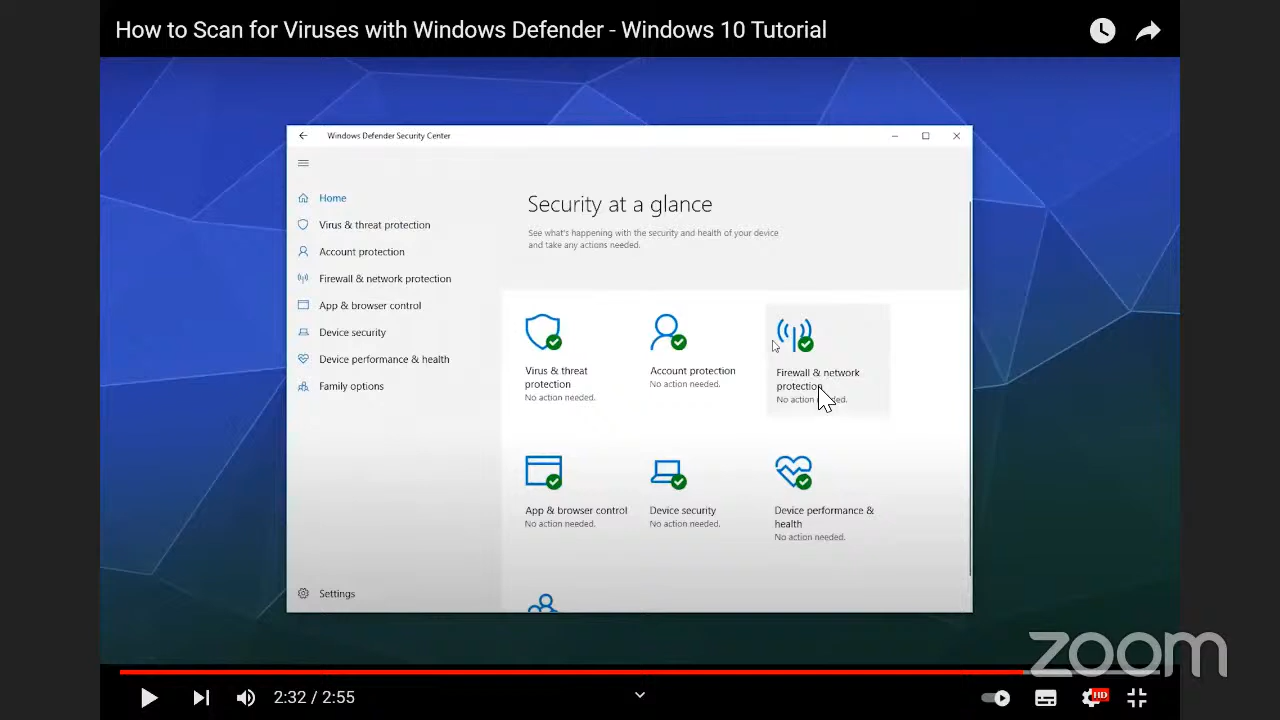 How to Scan for Viruses with Windows Defender - Windows 10 Tutorial
Windows Defender Security Center
Home
Virus & threat protection
Account protection
Firewall & network protection
App & browser control
Device security
Device performance & health
Family options
Settings
Security at a glance
See what's happening with the security and health of your device
and take any actions needed.
Virus & threat
protection
No action needed.
Account protection
No action needed.
Firewall & network
protection
No action
App & browser control
No action needed.
Device security
No action needed.
Device performance &
health
No action needed.
zoom
2:32 / 2:55
HD